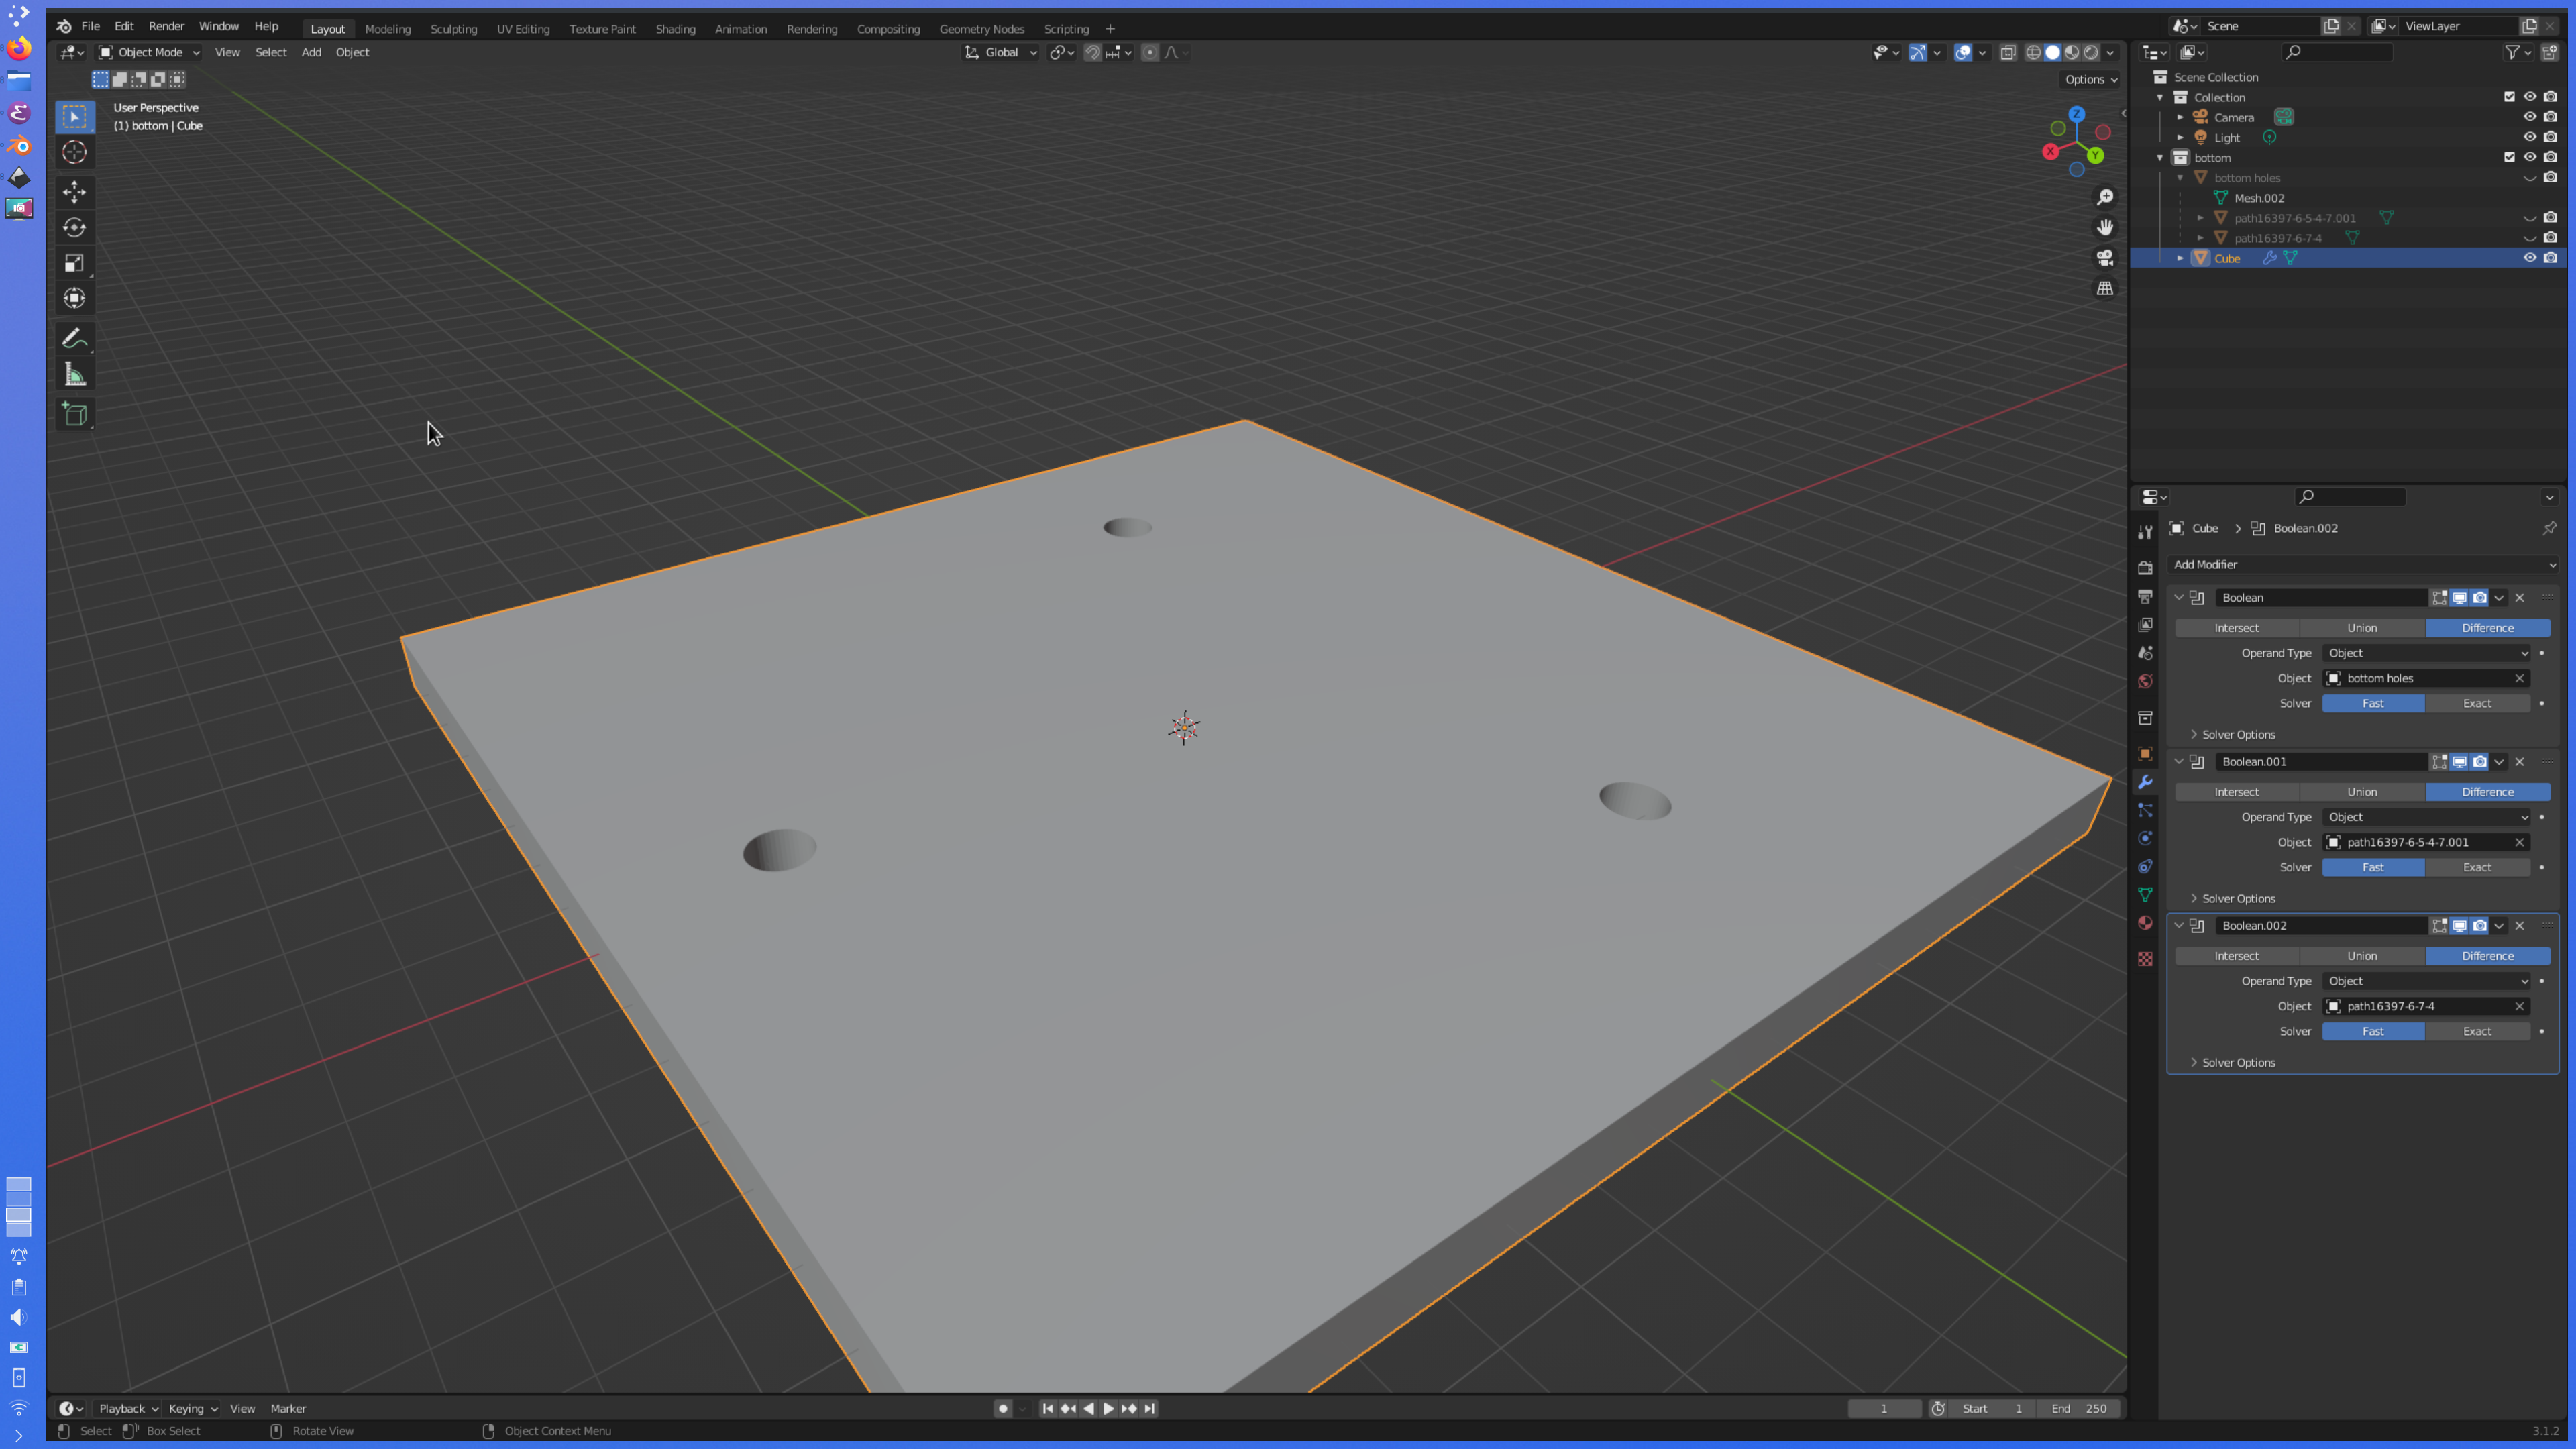 File Edit Render Window Help Layout Modeling Sculpting UV Editing Texture Paint Shading Animation Rendering Compositing Geometry Nodes Scripting + Scene ViewLayer
Object Mode View Select Add Object Global
Options
User Perspective
(1) bottom | Cube
Z
X
Y
Scene Collection
Collection
Camera
Light
bottom
bottom holes
Mesh.002
path16397-6-5-4-7.001
path16397-6-7-4
Cube
Cube > Boolean.002
Add Modifier
Boolean
Intersect Union Difference
Operand Type Object
Object bottom holes
Solver Fast Exact
Solver Options
Boolean.001
Intersect Union Difference
Operand Type Object
Object path16397-6-5-4-7.001
Solver Fast Exact
Solver Options
Boolean.002
Intersect Union Difference
Operand Type Object
Object path16397-6-7-4
Solver Fast Exact
Solver Options
Playback Keying View Marker 1 Start 1 End 250
Select Box Select Rotate View Object Context Menu 3.1.2